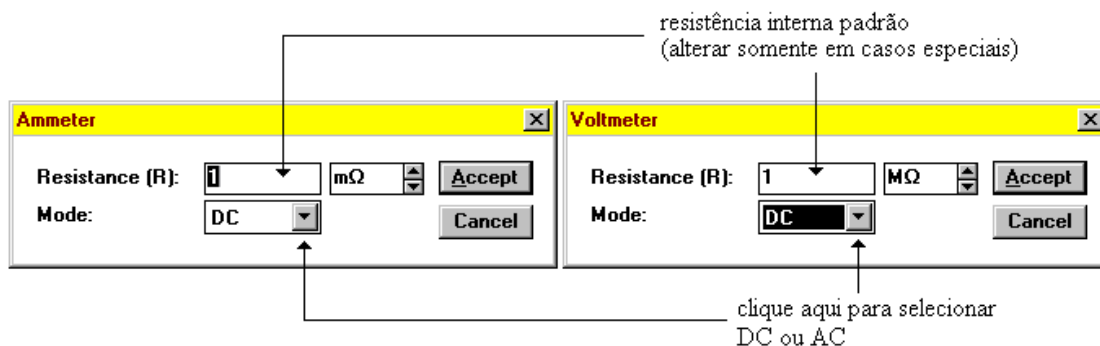 resistência interna padrão
(alterar somente em casos especiais)
Ammeter
Resistance (R): 1 mΩ Accept
Mode: DC Cancel
Voltmeter
Resistance (R): 1 MΩ Accept
Mode: DC Cancel
clique aqui para selecionar
DC ou AC